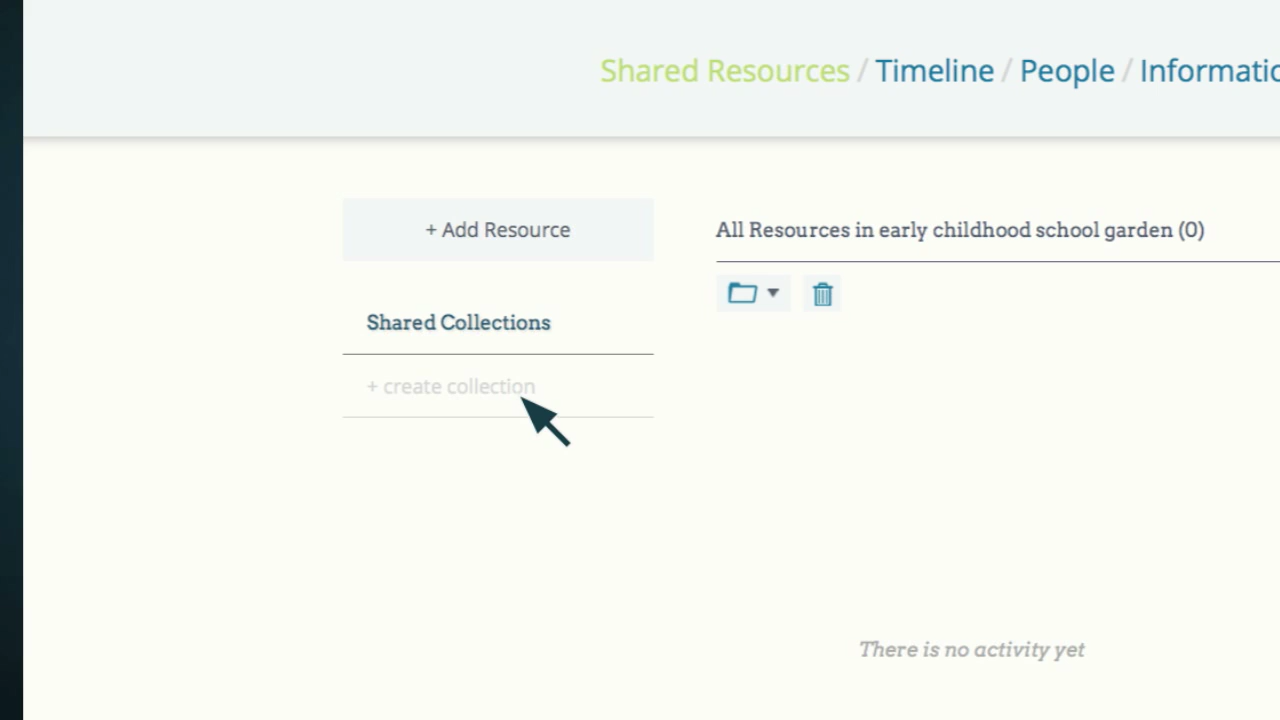 Shared Resources / Timeline / People /
+ Add Resource
All Resources in early childhood school garden (0)
Shared Collections
+ create collection
There is no activity yet